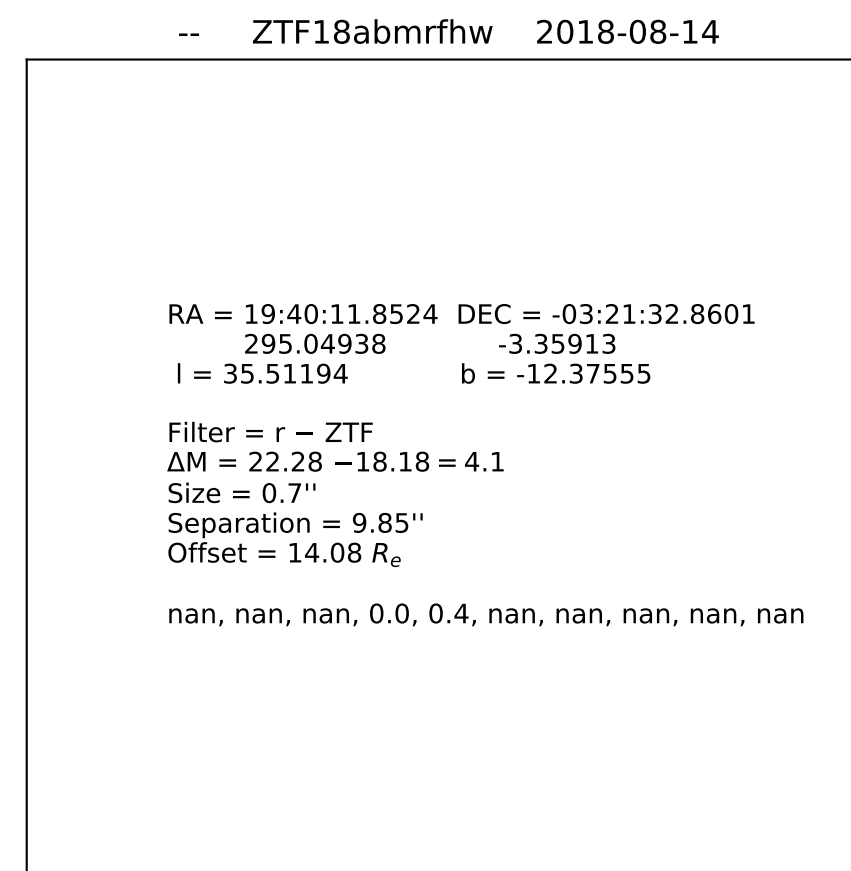 -- ZTF18abmrfhw 2018-08-14
RA = 19:40:11.8524 DEC = -03:21:32.8601
295.04938 -3.35913
l = 35.51194 b = -12.37555
Filter = r − ZTF
ΔM = 22.28 −18.18 = 4.1
Size = 0.7''
Separation = 9.85''
Offset = 14.08 Rₑ
nan, nan, nan, 0.0, 0.4, nan, nan, nan, nan, nan